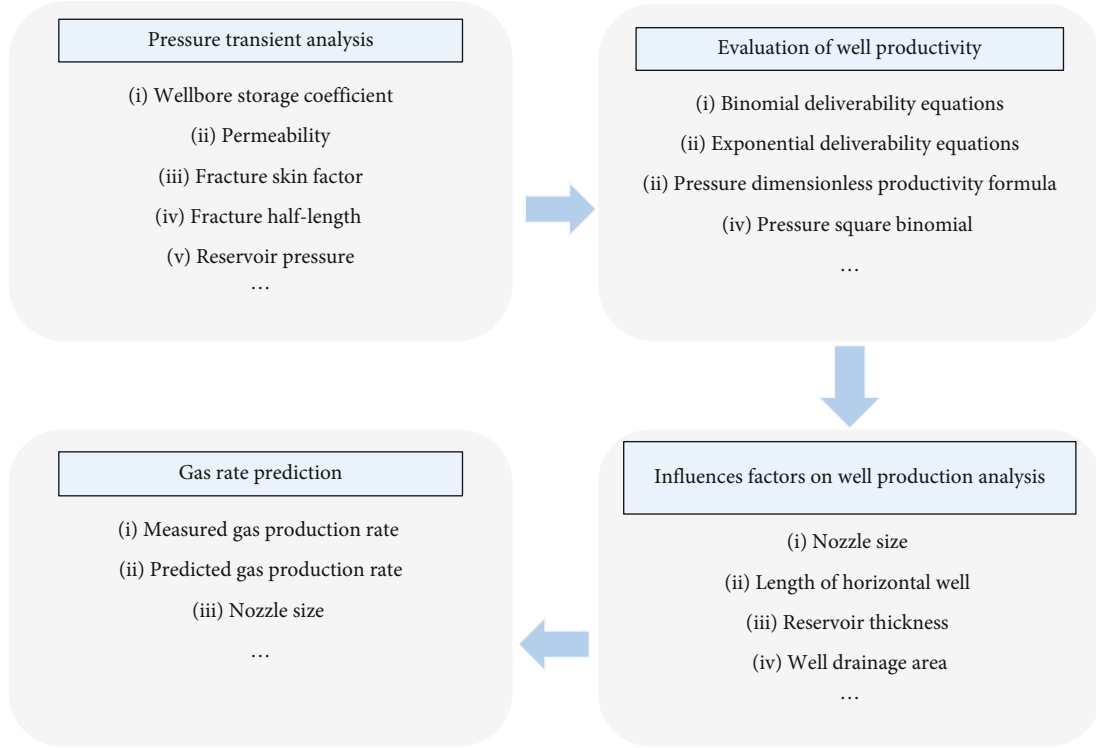 Pressure transient analysis
(i) Wellbore storage coefficient
(ii) Permeability
(iii) Fracture skin factor
(iv) Fracture half-length
(v) Reservoir pressure
…
Evaluation of well productivity
(i) Binomial deliverability equations
(ii) Exponential deliverability equations
(ii) Pressure dimensionless productivity formula
(iv) Pressure square binomial
…
Influences factors on well production analysis
(i) Nozzle size
(ii) Length of horizontal well
(iii) Reservoir thickness
(iv) Well drainage area
…
Gas rate prediction
(i) Measured gas production rate
(ii) Predicted gas production rate
(iii) Nozzle size
…